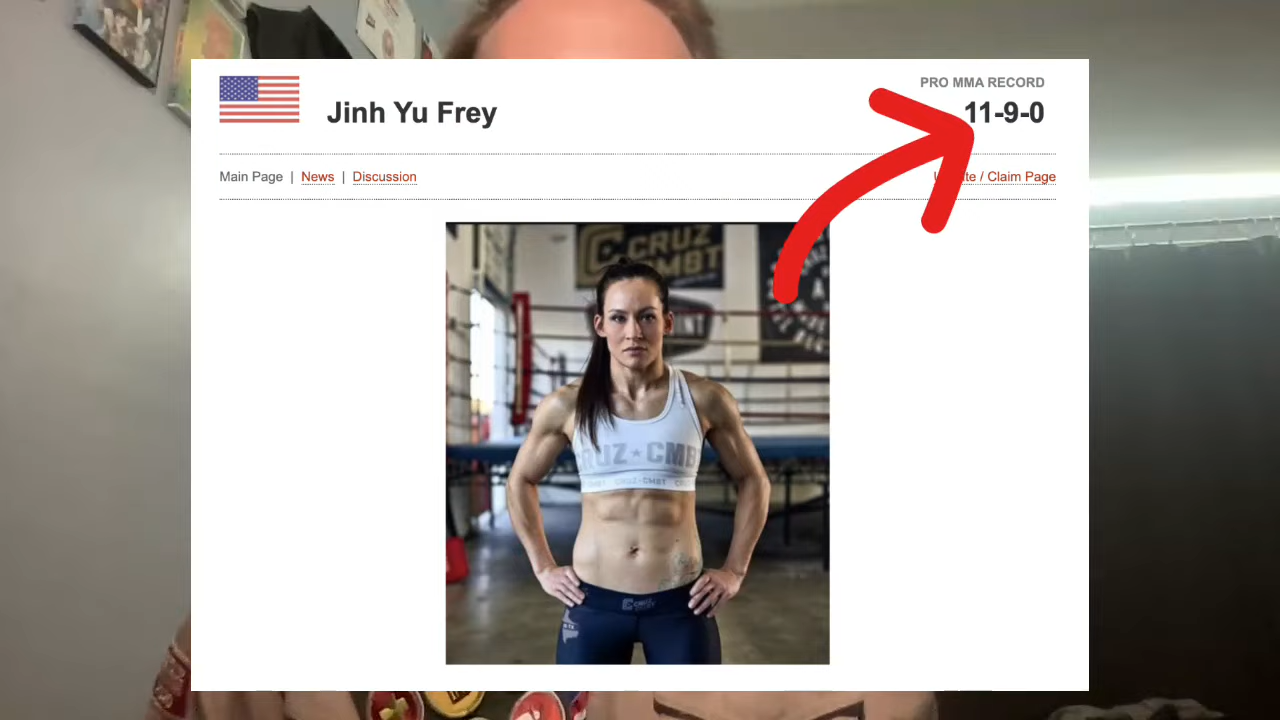 PRO MMA RECORD
Jinh Yu Frey
11-9-0
Main Page | News | Discussion
/ Claim Page
CRUZ
CMBT
CRUZ-CMBT
CRUZ